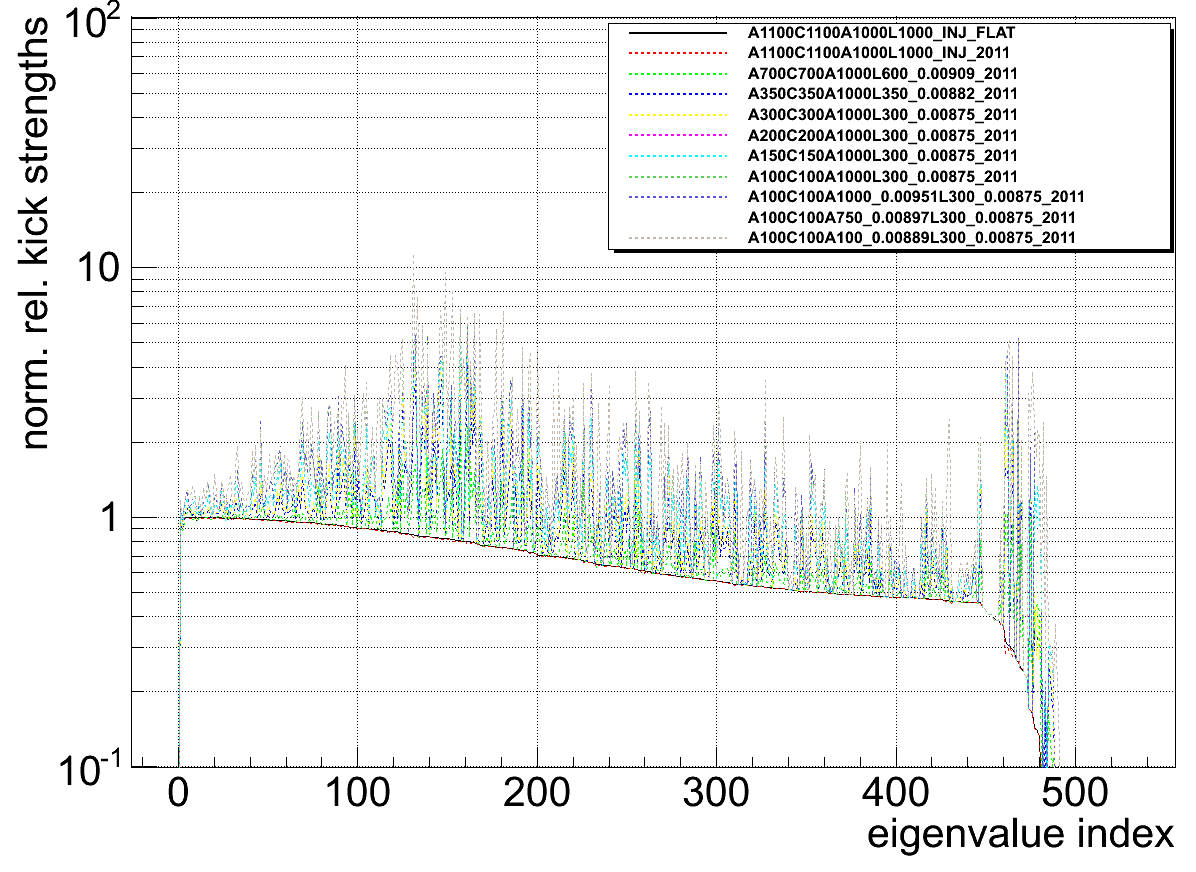 10^2
10
1
10^-1
norm. rel. kick strengths
A1100C1100A1000L1000_INJ_FLAT
A1100C1100A1000L1000_INJ_2011
A700C700A1000L600_0.00909_2011
A350C350A1000L350_0.00882_2011
A300C300A1000L300_0.00875_2011
A200C200A1000L300_0.00875_2011
A150C150A1000L300_0.00875_2011
A100C100A1000L300_0.00875_2011
A100C100A1000_0.00951L300_0.00875_2011
A100C100A750_0.00897L300_0.00875_2011
A100C100A100_0.00889L300_0.00875_2011
0 100 200 300 400 500
eigenvalue index